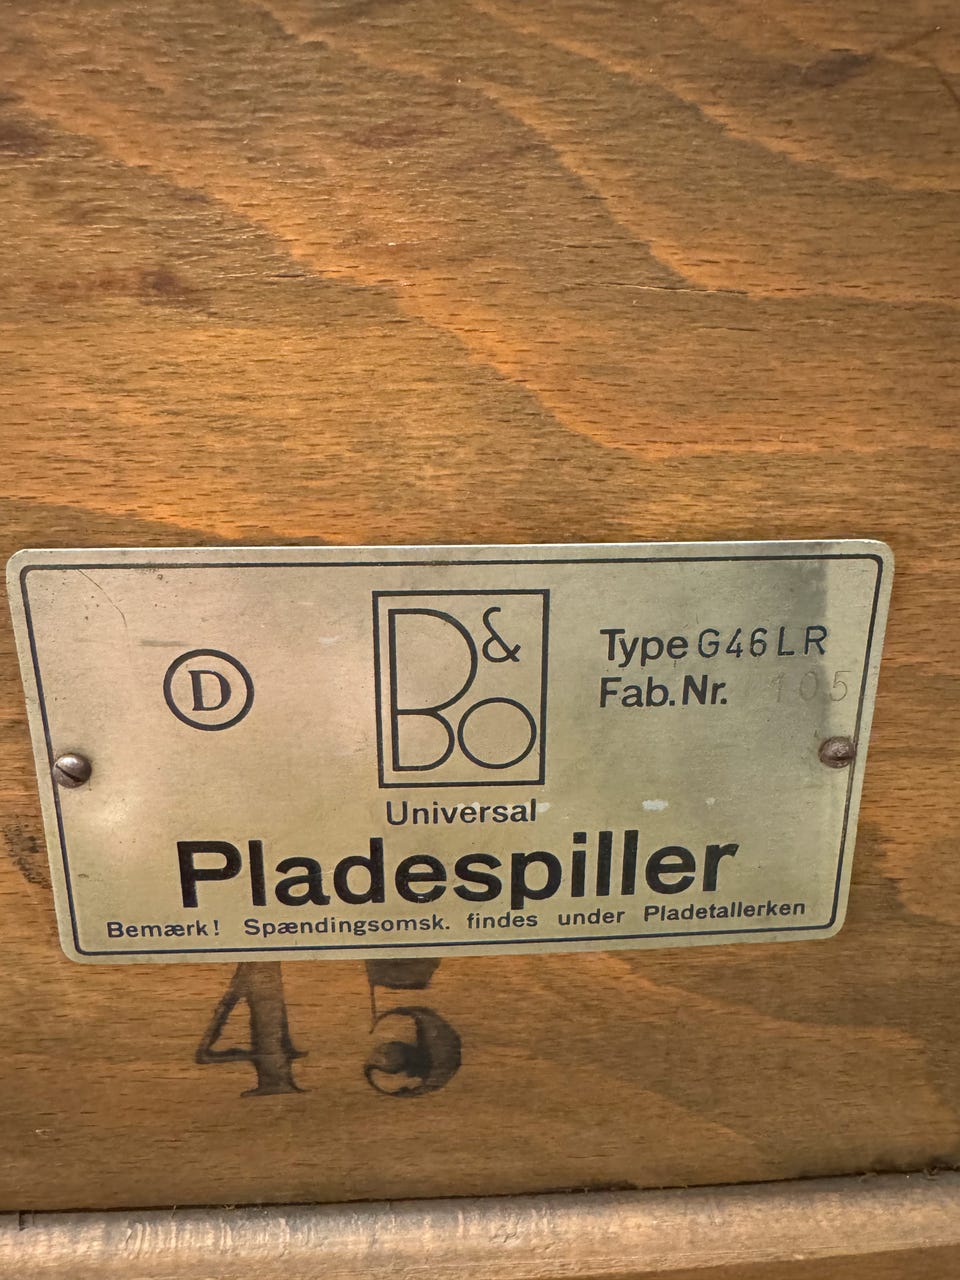 D
B&O
Type G46LR
Fab. Nr. 105
Universal
Pladespiller
Bemærk! Spændingsomsk. findes under Pladetallerken
45